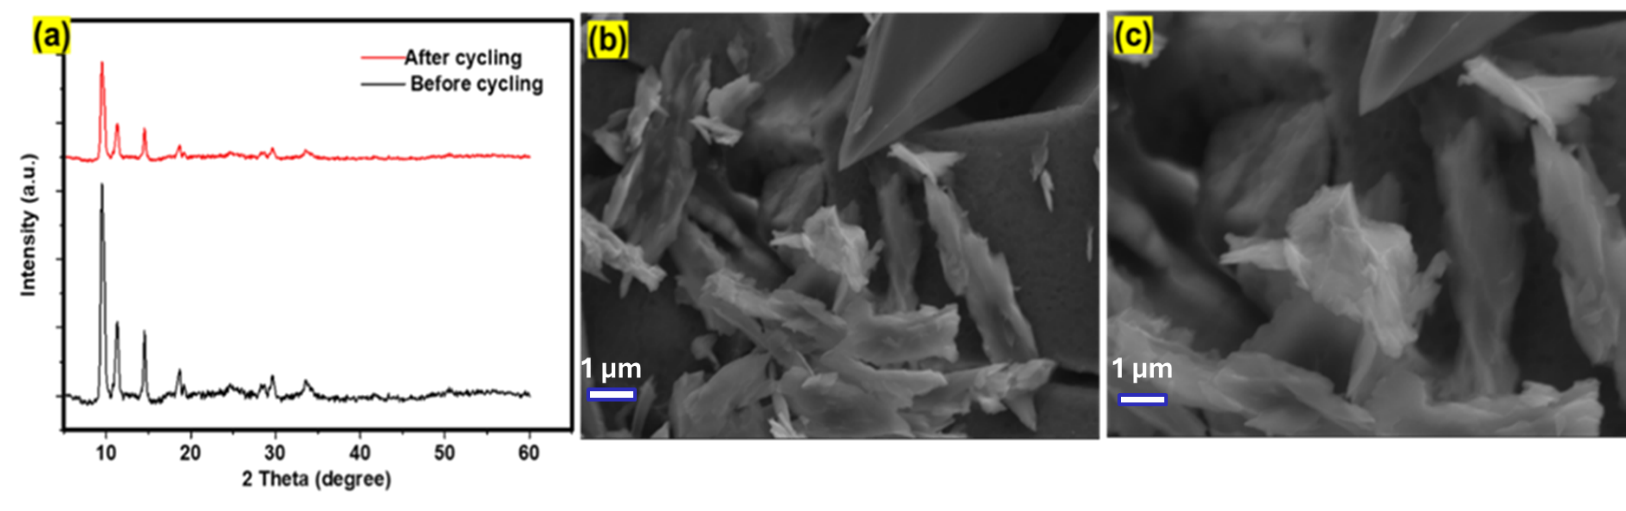 (a)
After cycling
Before cycling
Intensity (a.u.)
10 20 30 40 50 60
2 Theta (degree)
(b)
1 µm
(c)
1 µm